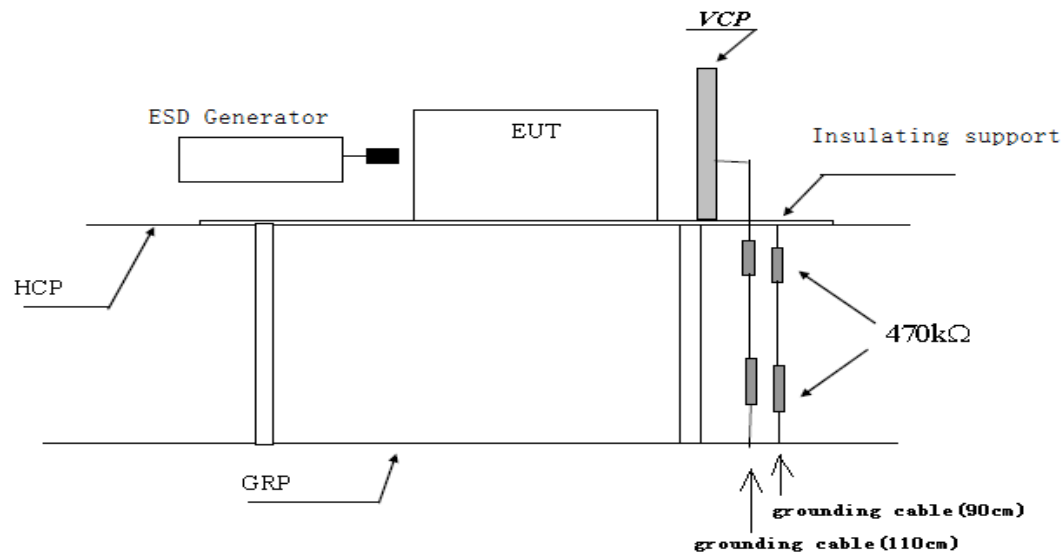 VCP
ESD Generator
EUT
Insulating support
HCP
470kΩ
GRP
grounding cable(90cm)
grounding cable(110cm)